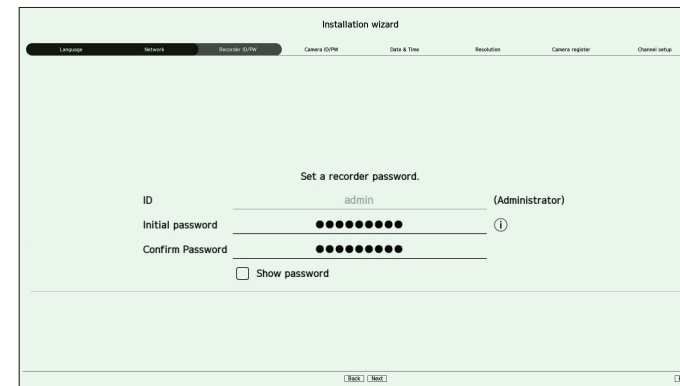 Installation wizard
Language Network Recorder ID/PW Camera ID/PW Date & Time Resolution Camera register Channel setup
Set a recorder password.
ID admin (Administrator)
Initial password ●●●●●●●●● i
Confirm Password ●●●●●●●●●
Show password
Back Next